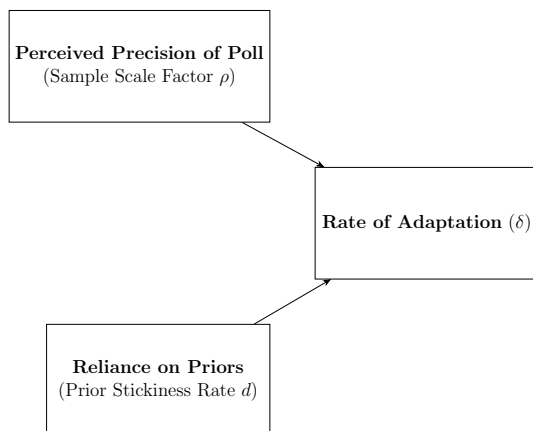 Perceived Precision of Poll
(Sample Scale Factor ρ)
Rate of Adaptation (δ)
Reliance on Priors
(Prior Stickiness Rate d)